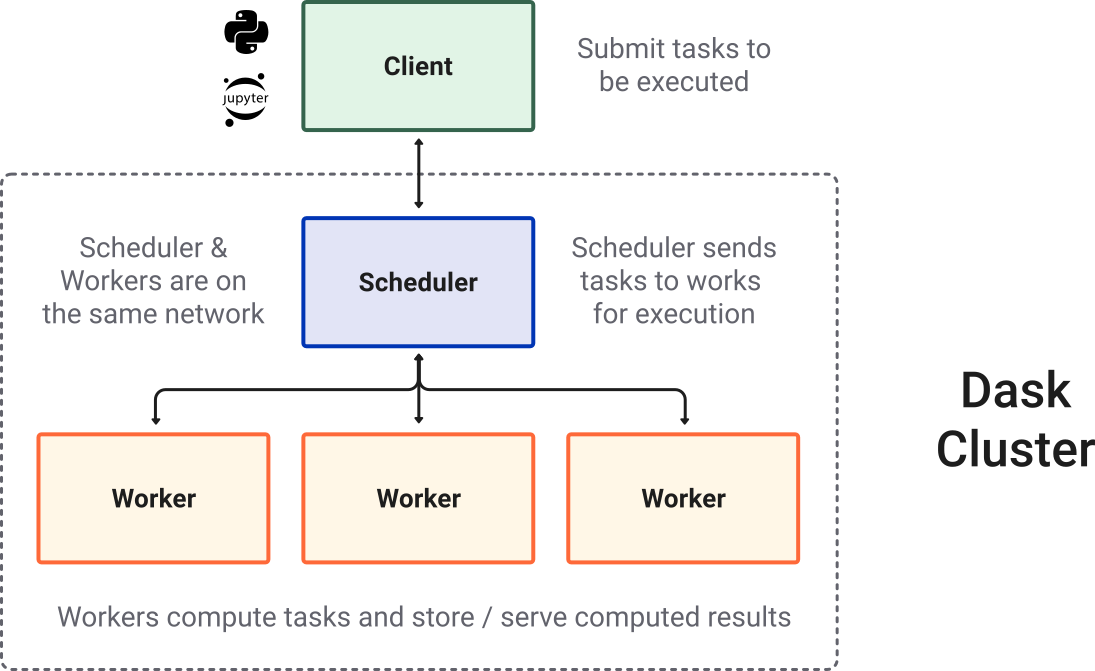 Client
Submit tasks to
be executed
jupyter
Scheduler &
Workers are on
the same network
Scheduler
Scheduler sends
tasks to works
for execution
Dask
Cluster
Worker
Worker
Worker
Workers compute tasks and store / serve computed results